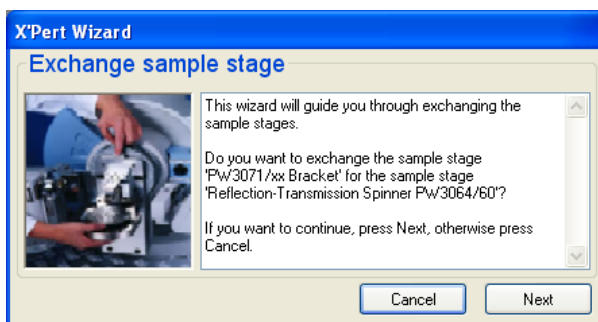 X'Pert Wizard
Exchange sample stage
This wizard will guide you through exchanging the
sample stages.
Do you want to exchange the sample stage
'PW3071/xx Bracket' for the sample stage
'Reflection-Transmission Spinner PW3064/60'?
If you want to continue, press Next, otherwise press
Cancel.
Cancel
Next